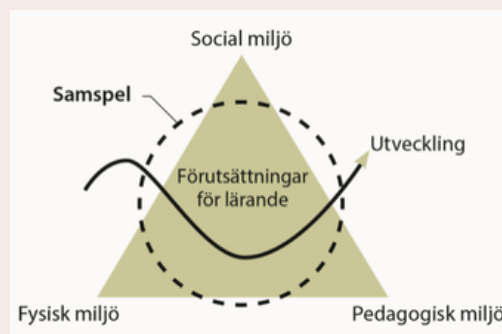 Social miljö
Samspel
Utveckling
Förutsättningar
för lärande
Fysisk miljö
Pedagogisk miljö